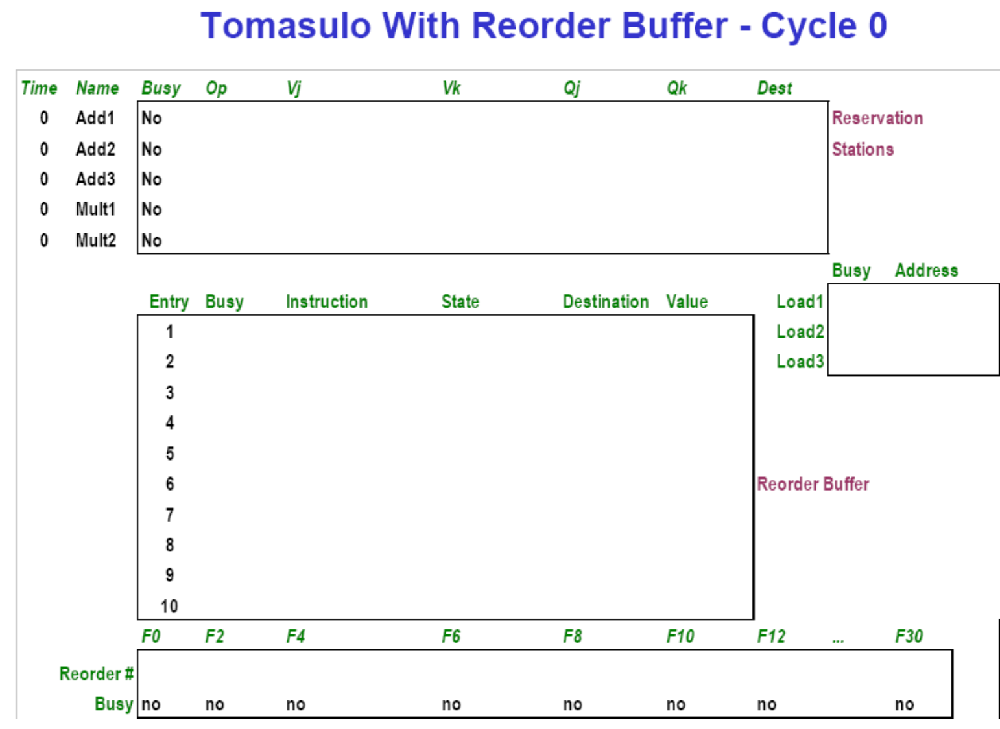 Tomasulo With Reorder Buffer - Cycle 0
Time Name Busy Op Vj Vk Qj Qk Dest
0 Add1 No Reservation
0 Add2 No Stations
0 Add3 No
0 Mult1 No
0 Mult2 No
Busy Address
Entry Busy Instruction State Destination Value Load1
1 Load2
2 Load3
3
4
5
6 Reorder Buffer
7
8
9
10
F0 F2 F4 F6 F8 F10 F12 ... F30
Reorder #
Busy no no no no no no no no